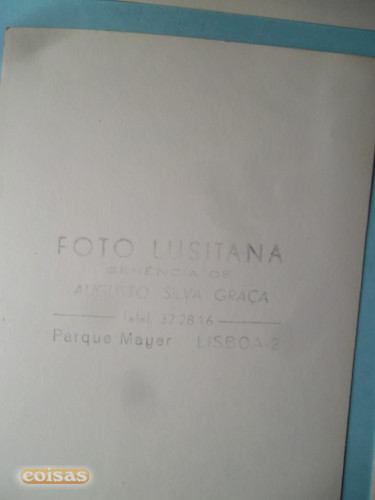 FOTO LUSITANA
GERÊNCIA DE
AUGUSTO SILVA GRAÇA
Telef. 32 28 16
Parque Mayer LISBOA-2
coisas